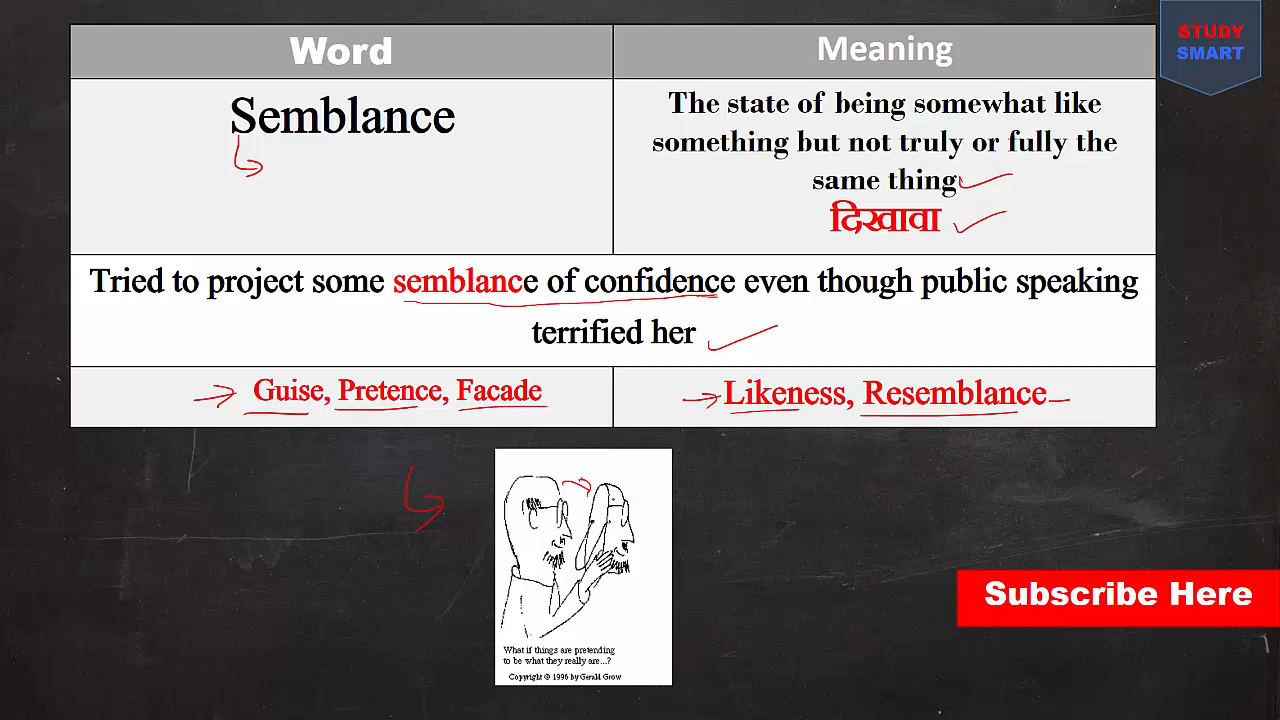 Word
Meaning
STUDY
SMART
Semblance
The state of being somewhat like
something but not truly or fully the
same thing
दिखावा
Tried to project some semblance of confidence even though public speaking
terrified her
Guise, Pretence, Facade
Likeness, Resemblance
What if things are pretending
to be what they really are...?
Copyright © 1996 by Gerald Grow
Subscribe Here